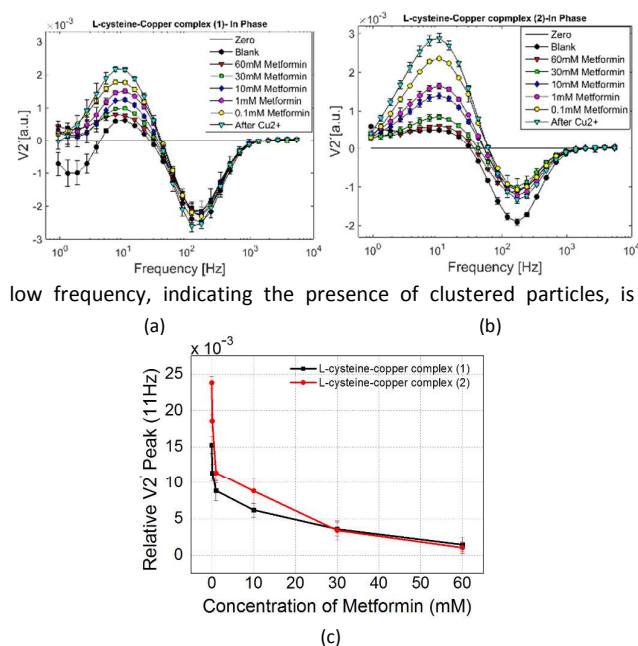 L-cysteine-Copper complex (1)- In Phase
×10⁻³
3
2
1
0
-1
-2
-3
V2'[a.u.]
Zero
Blank
60mM Metformin
30mM Metformin
10mM Metformin
1mM Metformin
0.1mM Metformin
After Cu2+
10⁰ 10¹ 10² 10³ 10⁴
Frequency [Hz]
L-cysteine-Copper copmplex (2)-In Phase
×10⁻³
3
2
1
0
-1
-2
V2'[a.u.]
Zero
Blank
60mM Metformin
30mM Metformin
10mM Metformin
1mM Metformin
0.1mM Metformin
After Cu2+
10⁰ 10¹ 10² 10³ 10⁴
Frequency [Hz]
low frequency, indicating the presence of clustered particles, is
(a) (b)
x 10⁻³
25
20
15
10
5
0
Relative V2' Peak (11Hz)
L-cysteine-copper complex (1)
L-cysteine-copper complex (2)
0 10 20 30 40 50 60
Concentration of Metformin (mM)
(c)